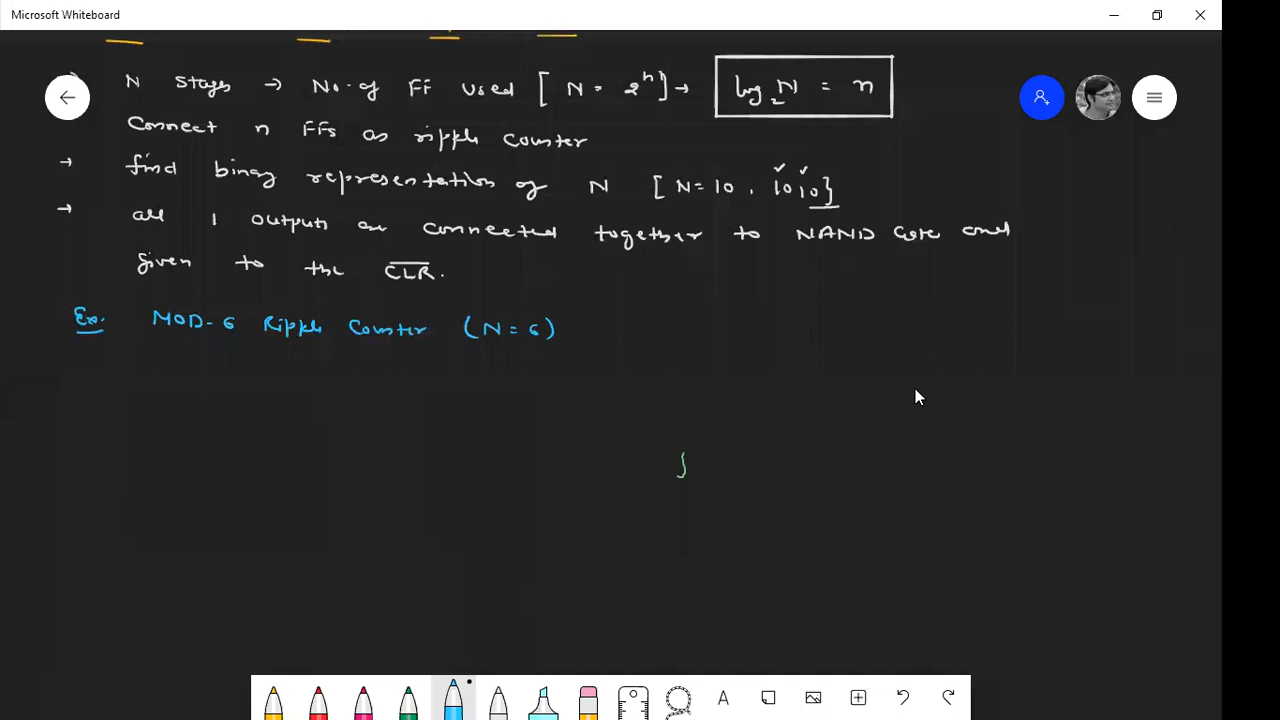 Microsoft Whiteboard
N Stages → No. of FF used [ N = 2^n ] → log₂N = n
Connect n FFs as ripple counter
→ find binary representation of N [ N = 10 , 1010 ]
→ all 1 outputs are connected together to NAND Gate and
given to the C̅L̅R̅.
Ex. MOD-6 Ripple Counter (N = 6)
A